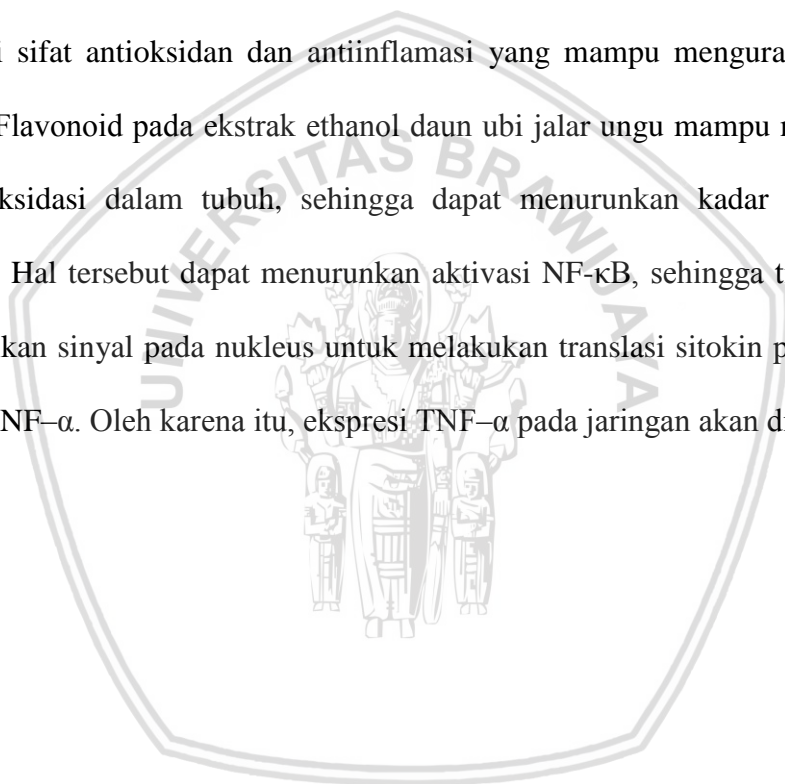 i sifat antioksidan dan antiinflamasi yang mampu mengura
Flavonoid pada ekstrak ethanol daun ubi jalar ungu mampu
ksidasi dalam tubuh, sehingga dapat menurunkan kadar
Hal tersebut dapat menurunkan aktivasi NF-κB, sehingga t
kan sinyal pada nukleus untuk melakukan translasi sitokin p
NF–α. Oleh karena itu, ekspresi TNF–α pada jaringan akan d
UNIVERSITAS BRAWIJAYA